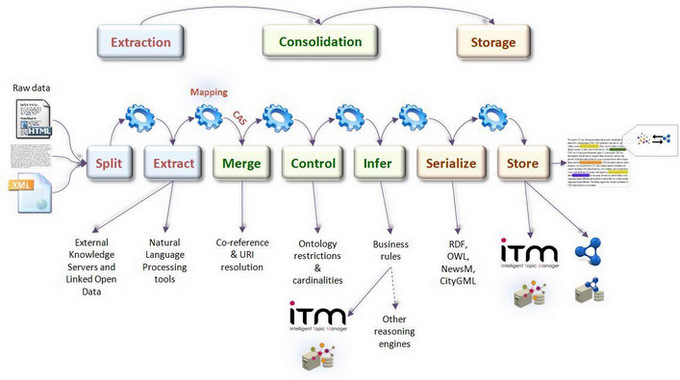 Extraction
Consolidation
Storage
Raw data
HTML
XML
Mapping
CAS
Split
Extract
Merge
Control
Infer
Serialize
Store
External
Knowledge
Servers and
Linked Open
Data
Natural
Language
Processing
tools
Co-reference
& URI
resolution
Ontology
restrictions
&
cardinalities
Business
rules
RDF,
OWL,
NewsM,
CityGML
iTM
Intelligent Topic Manager
iTM
Intelligent Topic Manager
Other
reasoning
engines